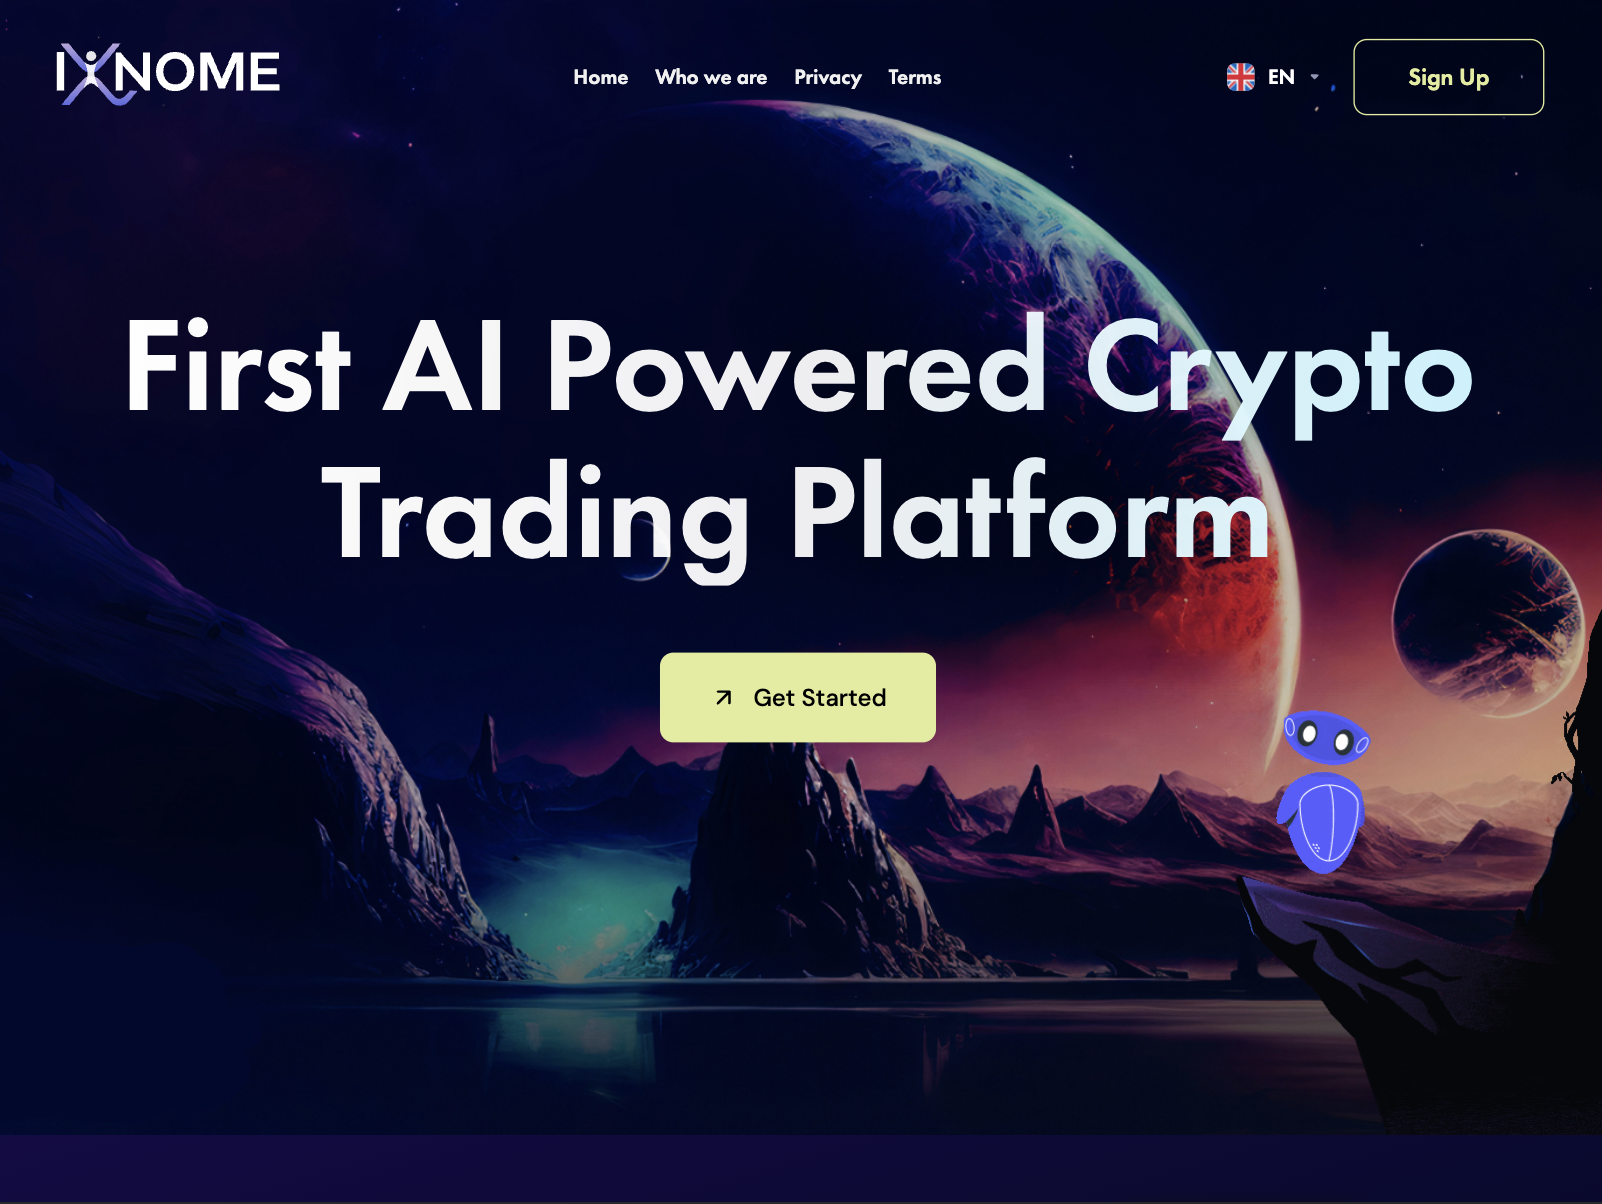 IXNOME
Home Who we are Privacy Terms
EN
Sign Up
First AI Powered Crypto
Trading Platform
Get Started